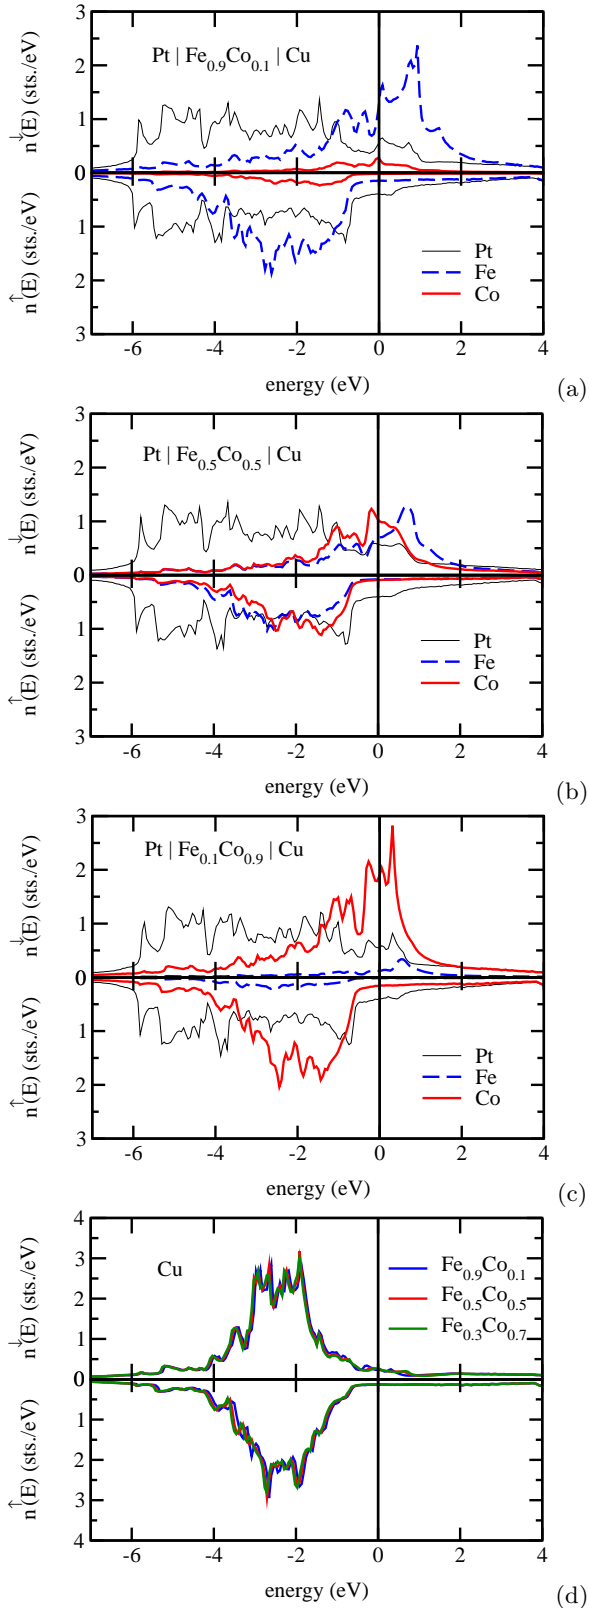 Pt | Fe0.9Co0.1 | Cu
n↓(E) (sts./eV)
n↑(E) (sts./eV)
3
2
1
0
1
2
3
Pt
Fe
Co
-6 -4 -2 0 2 4
energy (eV)
(a)
Pt | Fe0.5Co0.5 | Cu
n↓(E) (sts./eV)
n↑(E) (sts./eV)
3
2
1
0
1
2
3
Pt
Fe
Co
-6 -4 -2 0 2 4
energy (eV)
(b)
Pt | Fe0.1Co0.9 | Cu
n↓(E) (sts./eV)
n↑(E) (sts./eV)
3
2
1
0
1
2
3
Pt
Fe
Co
-6 -4 -2 0 2 4
energy (eV)
(c)
Cu
n↓(E) (sts./eV)
n↑(E) (sts./eV)
4
3
2
1
0
1
2
3
4
Fe0.9Co0.1
Fe0.5Co0.5
Fe0.3Co0.7
-6 -4 -2 0 2 4
energy (eV)
(d)